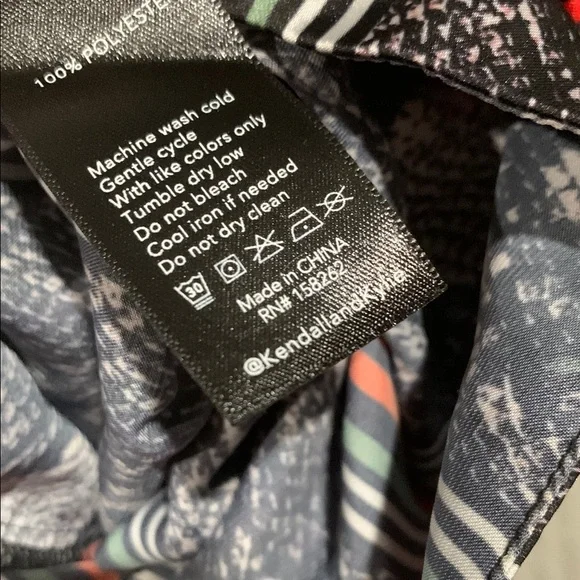 100% POLYESTER
Machine wash cold
Gentle cycle
With like colors only
Tumble dry low
Do not bleach
Cool iron if needed
Do not dry clean
30
Made in CHINA
RN# 158262
@KendallandKylie